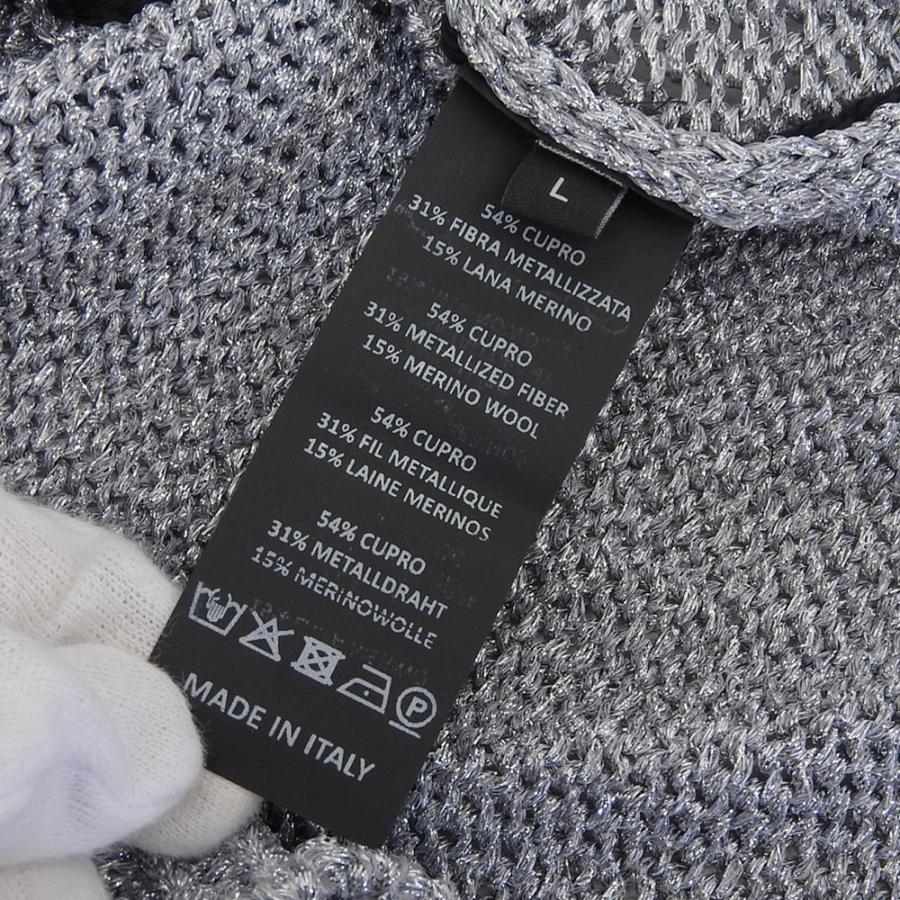 L
54% CUPRO
31% FIBRA METALLIZZATA
15% LANA MERINO
54% CUPRO
31% METALLIZED FIBER
15% MERINO WOOL
54% CUPRO
31% FIL METALLIQUE
15% LAINE MERINOS
54% CUPRO
31% METALLDRAHT
15% MERINOWOLLE
P
MADE IN ITALY